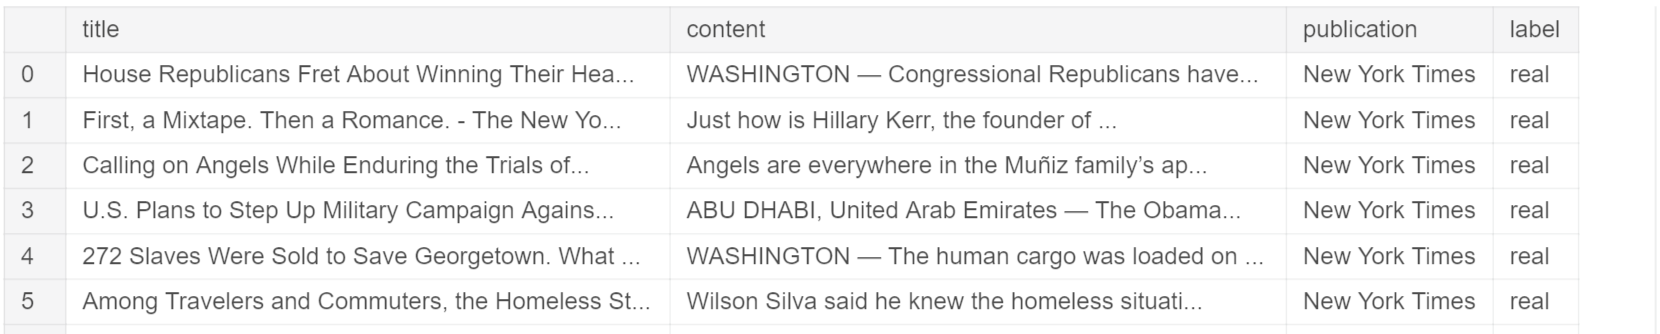 title content publication label
0 House Republicans Fret About Winning Their Hea... WASHINGTON — Congressional Republicans have... New York Times real
1 First, a Mixtape. Then a Romance. - The New Yo... Just how is Hillary Kerr, the founder of ... New York Times real
2 Calling on Angels While Enduring the Trials of... Angels are everywhere in the Muñiz family’s ap... New York Times real
3 U.S. Plans to Step Up Military Campaign Agains... ABU DHABI, United Arab Emirates — The Obama... New York Times real
4 272 Slaves Were Sold to Save Georgetown. What ... WASHINGTON — The human cargo was loaded on ... New York Times real
5 Among Travelers and Commuters, the Homeless St... Wilson Silva said he knew the homeless situati... New York Times real